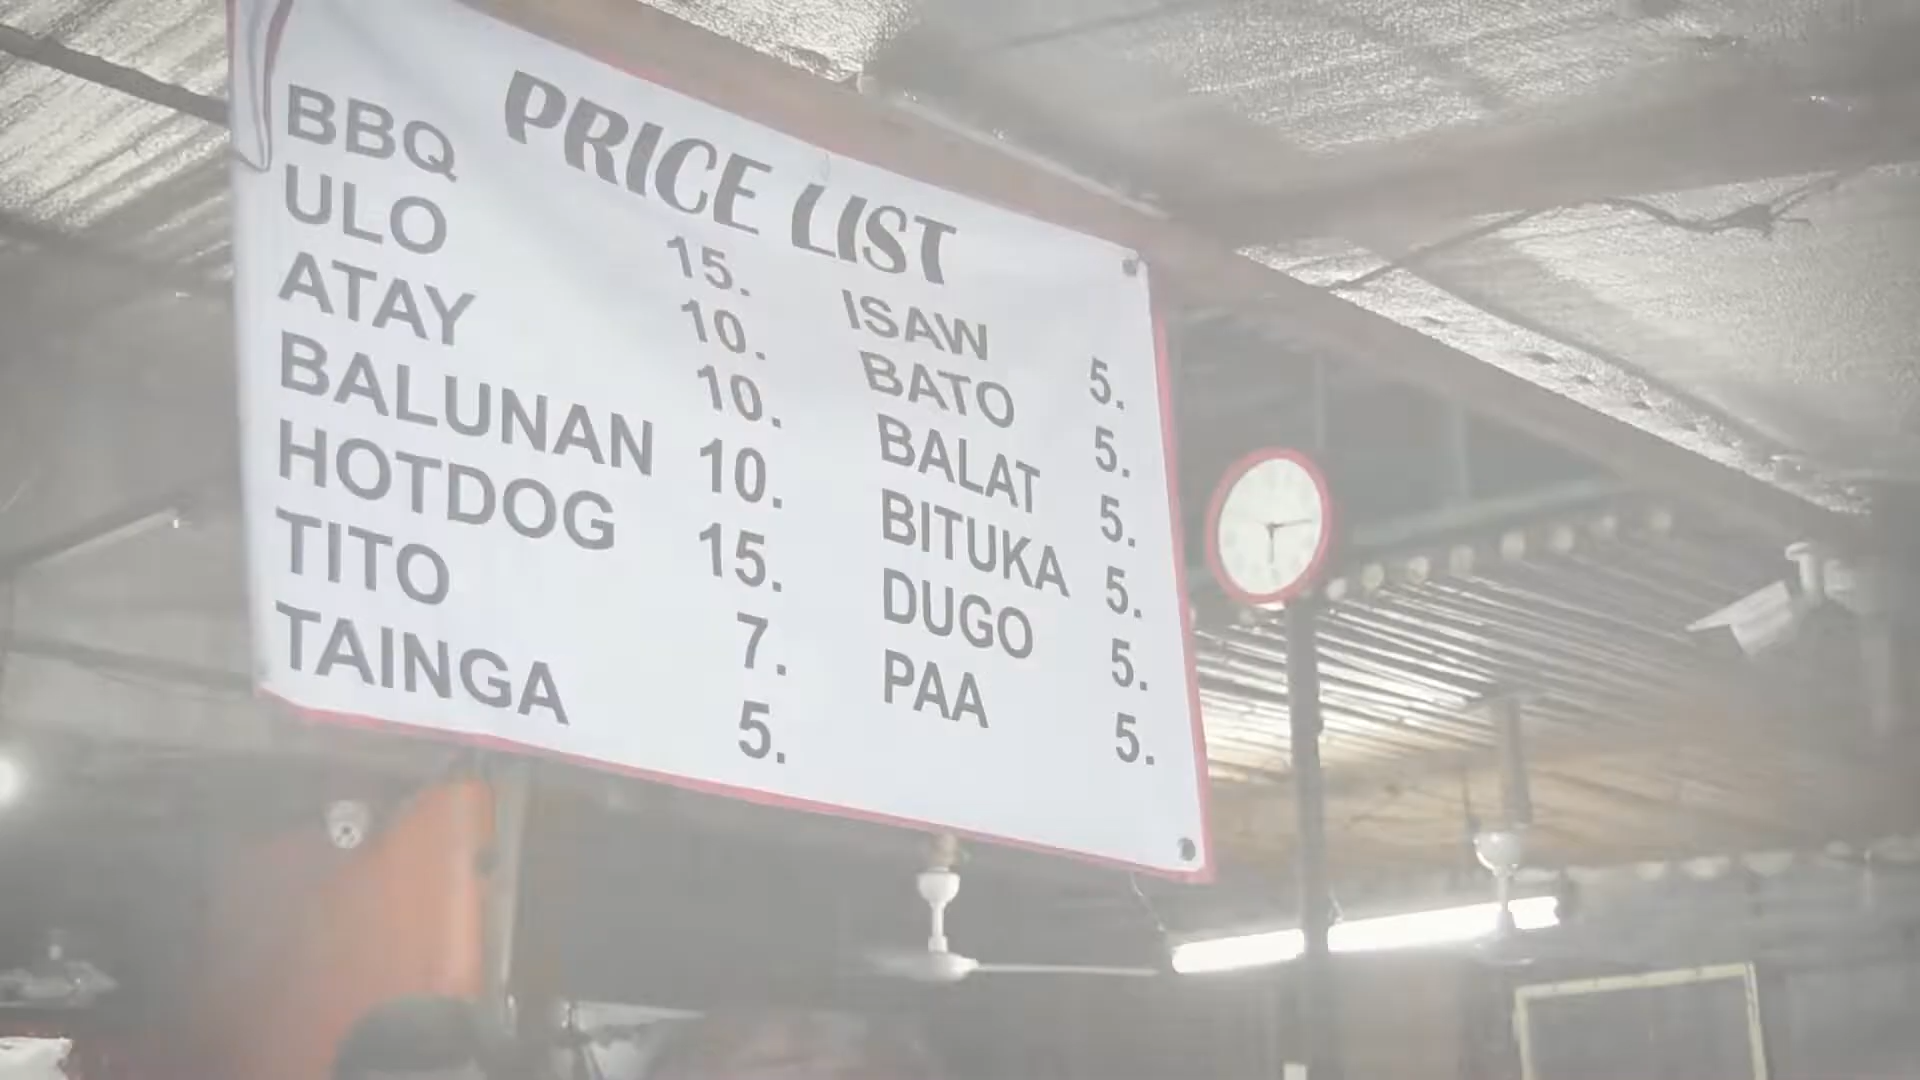 PRICE LIST
BBQ 15.
ULO 10.
ATAY 10.
BALUNAN 10.
HOTDOG 15.
TITO 7.
TAINGA 5.
ISAW 5.
BATO 5.
BALAT 5.
BITUKA 5.
DUGO 5.
PAA 5.